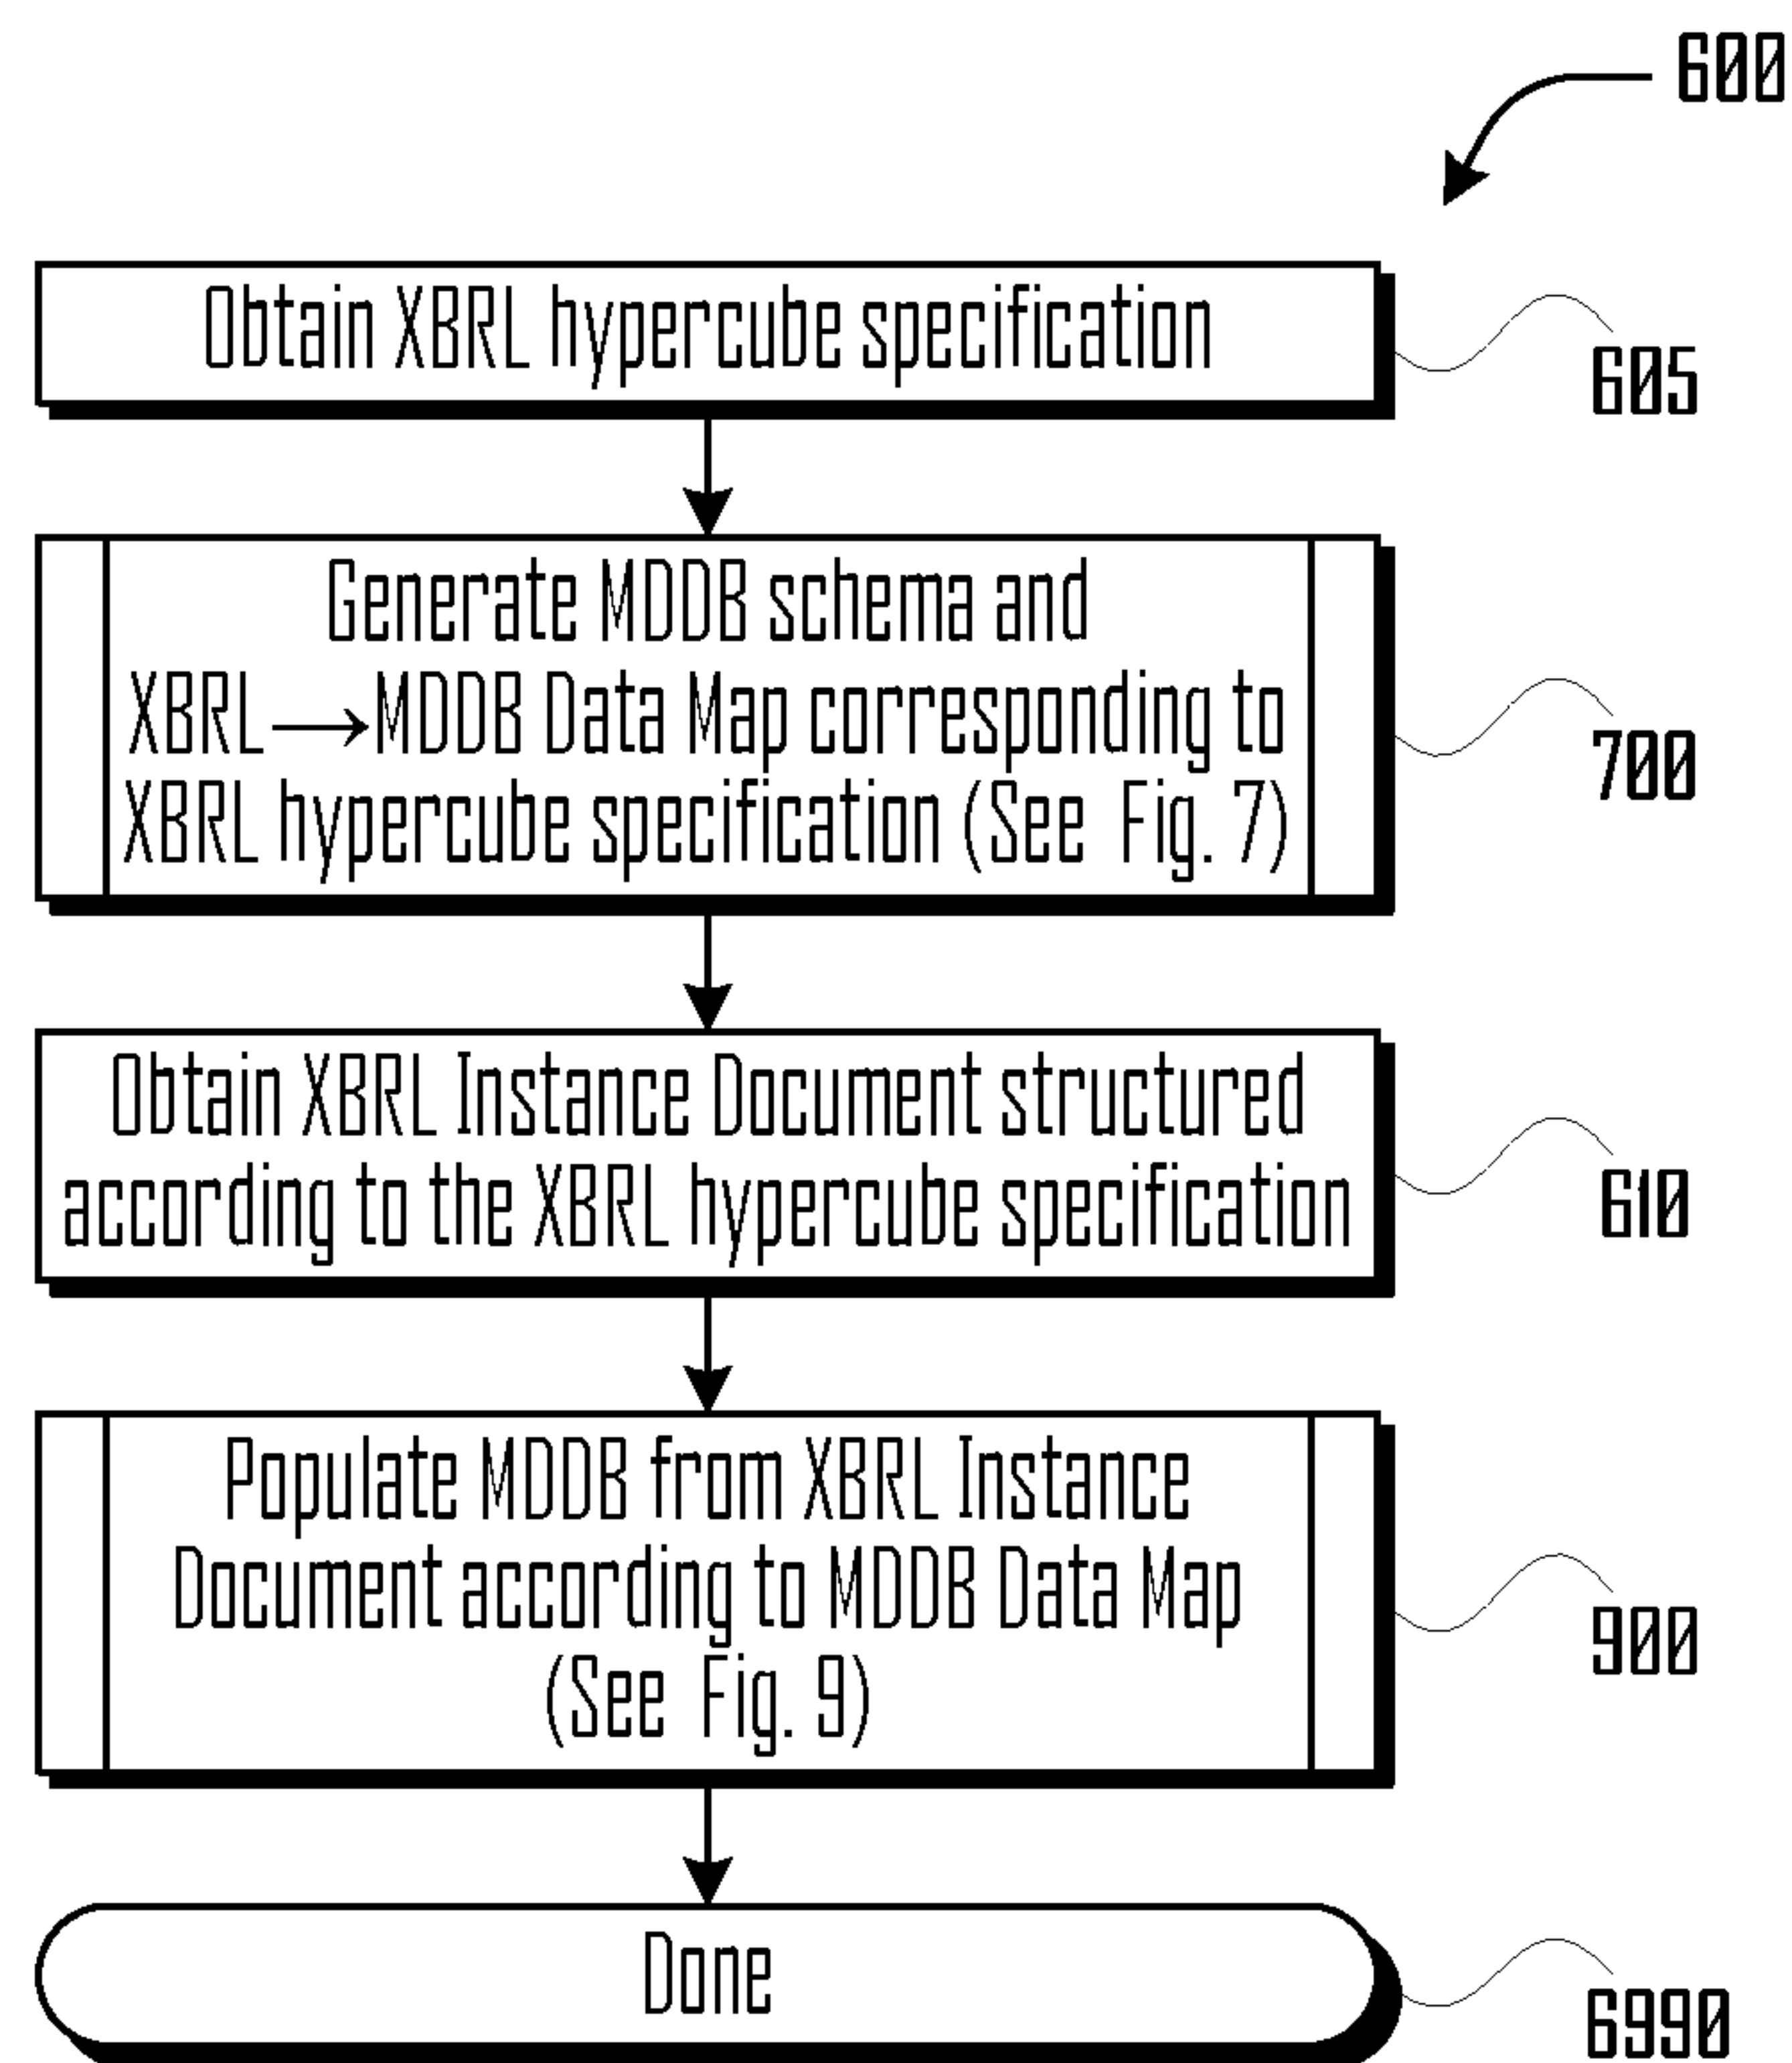 600
Obtain XBRL hypercube specification
605
Generate MDDB schema and
XBRL→MDDB Data Map corresponding to
XBRL hypercube specification (See Fig. 7)
700
Obtain XBRL Instance Document structured
according to the XBRL hypercube specification
610
Populate MDDB from XBRL Instance
Document according to MDDB Data Map
(See Fig. 9)
900
Done
6990